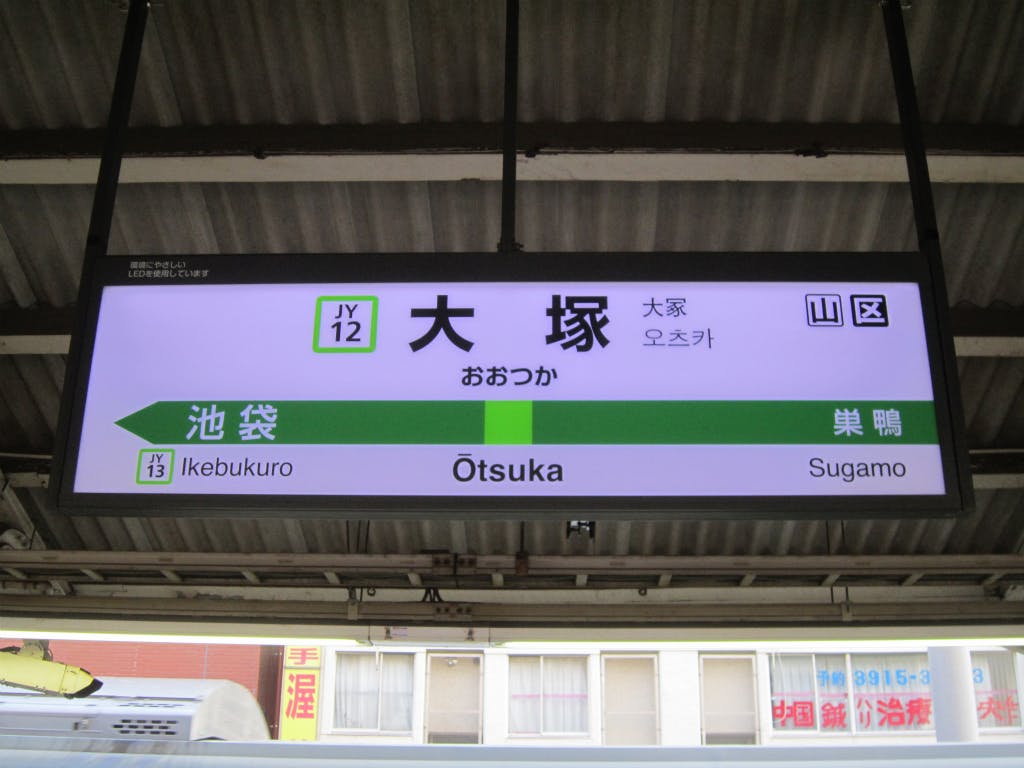 環境にやさしい
LEDを使用しています
JY
12
大塚
大冢
오츠카
山 区
おおつか
池袋
巣鴨
JY
13
Ikebukuro
Ōtsuka
Sugamo
手
渥
予約 3915-3
中国鍼ハリ治療